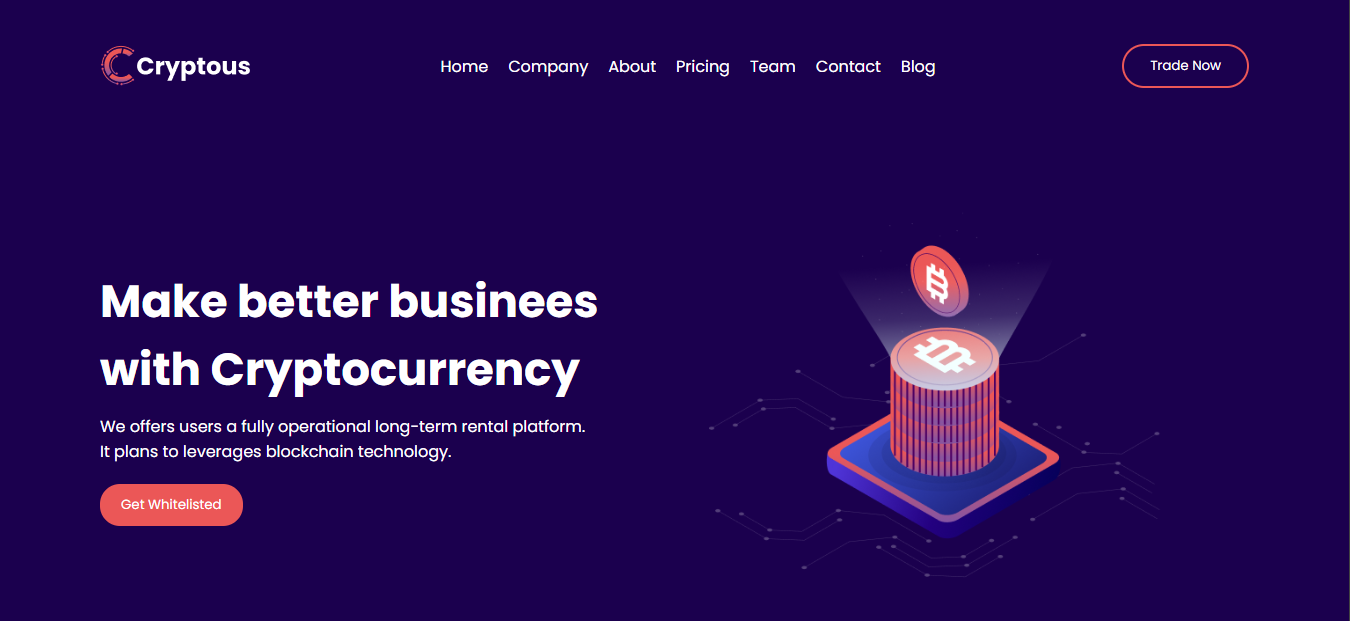 Cryptous
Home Company About Pricing Team Contact Blog
Trade Now
Make better businees
with Cryptocurrency
We offers users a fully operational long-term rental platform.
It plans to leverages blockchain technology.
Get Whitelisted